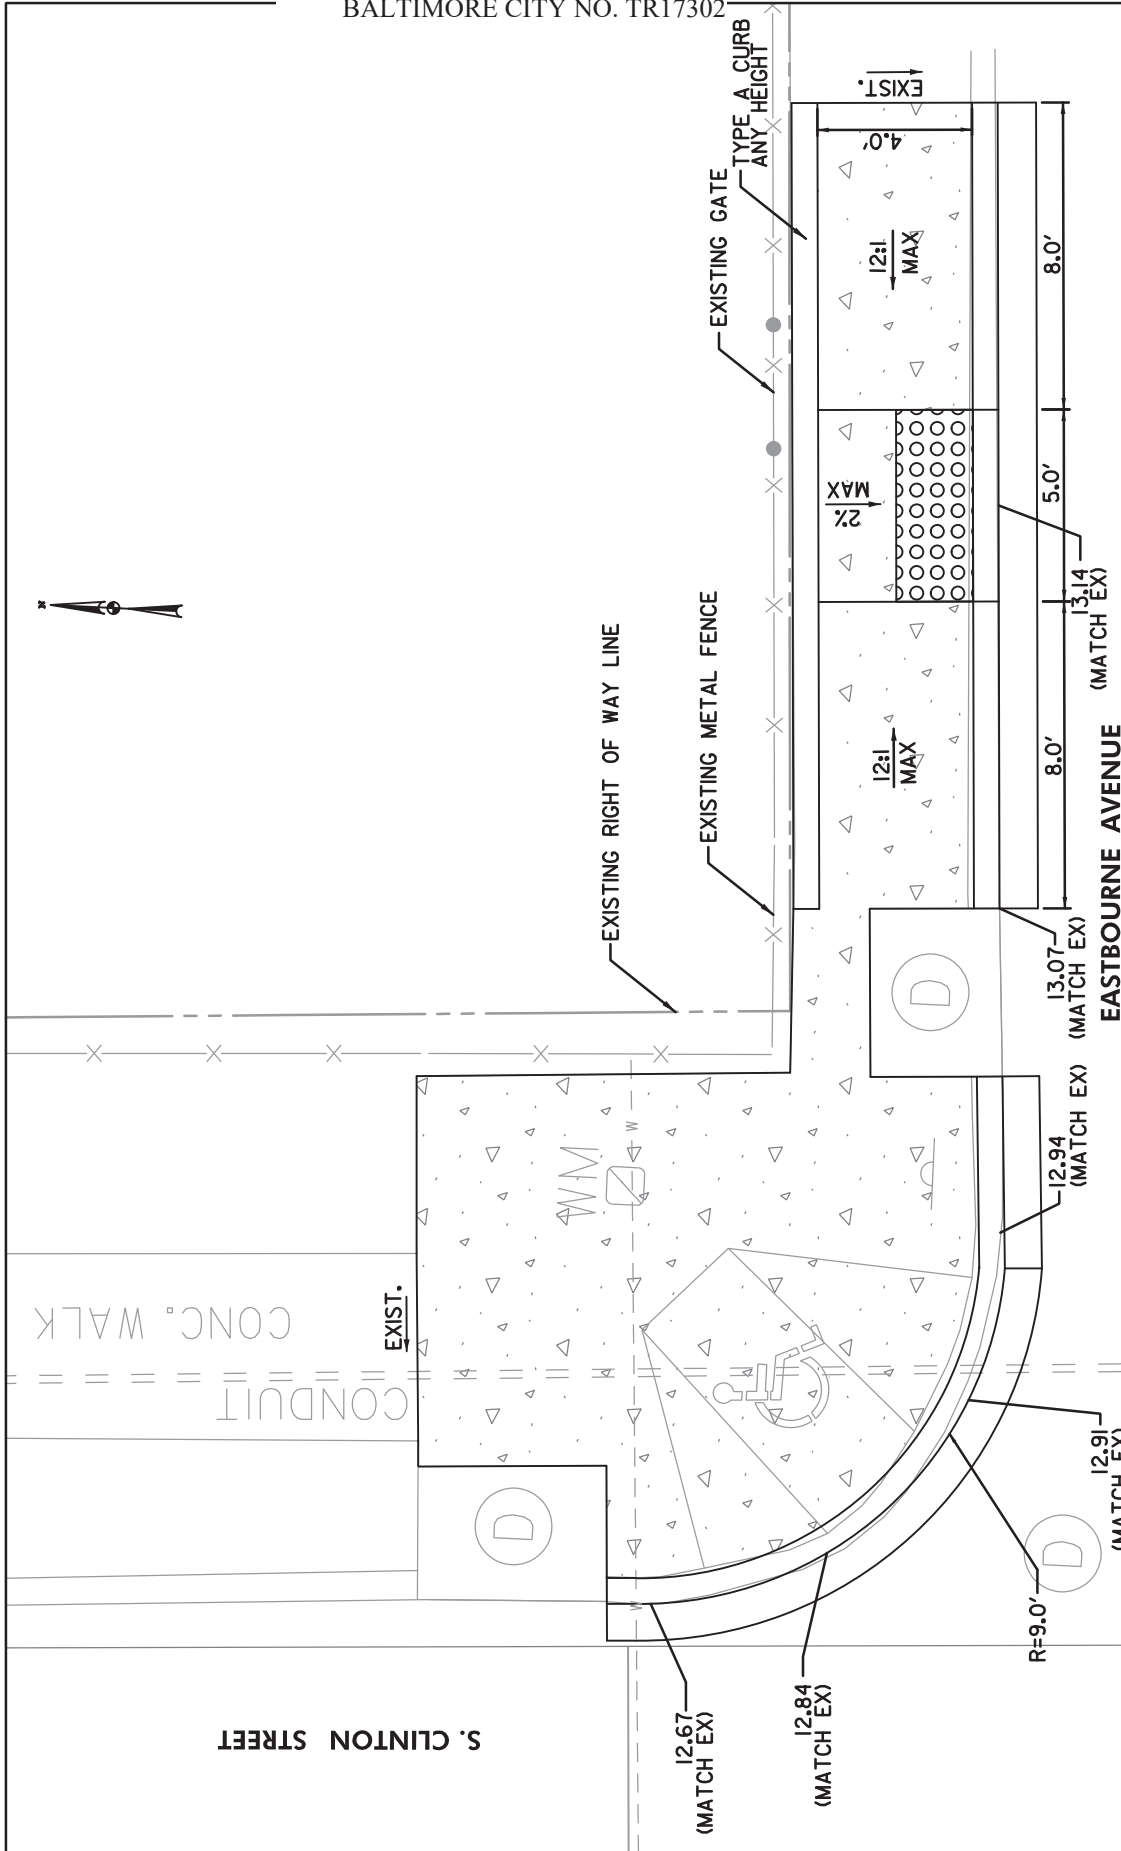 BALTIMORE CITY NO. TR17302
TYPE A CURB
ANY HEIGHT
EXIST.
4.0'
EXISTING GATE
12:1
MAX
8.0'
2%
MAX
5.0'
13.14
(MATCH EX)
EXISTING RIGHT OF WAY LINE
EXISTING METAL FENCE
12:1
MAX
8.0'
EASTBOURNE AVENUE
13.07
(MATCH EX)
D
12.94
(MATCH EX)
W
WM
CONC. WALK
EXIST.
CONDUIT
D
12.91
(MATCH EX)
D
R=9.0'
W
12.84
(MATCH EX)
12.67
(MATCH EX)
S. CLINTON STREET